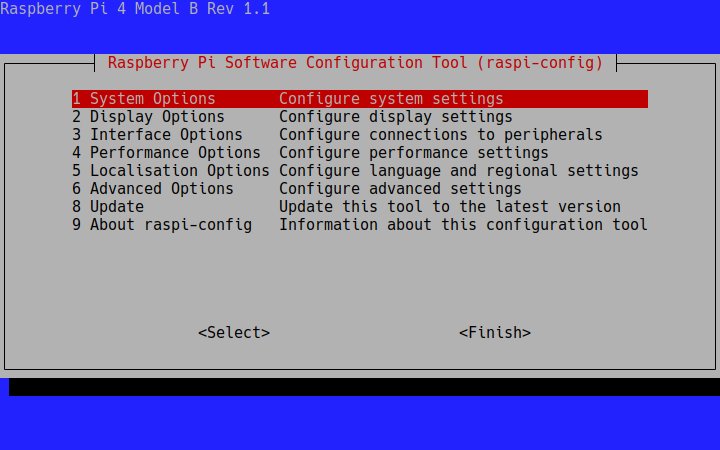 Raspberry Pi 4 Model B Rev 1.1
Raspberry Pi Software Configuration Tool (raspi-config)
1 System Options Configure system settings
2 Display Options Configure display settings
3 Interface Options Configure connections to peripherals
4 Performance Options Configure performance settings
5 Localisation Options Configure language and regional settings
6 Advanced Options Configure advanced settings
8 Update Update this tool to the latest version
9 About raspi-config Information about this configuration tool
<Select> <Finish>